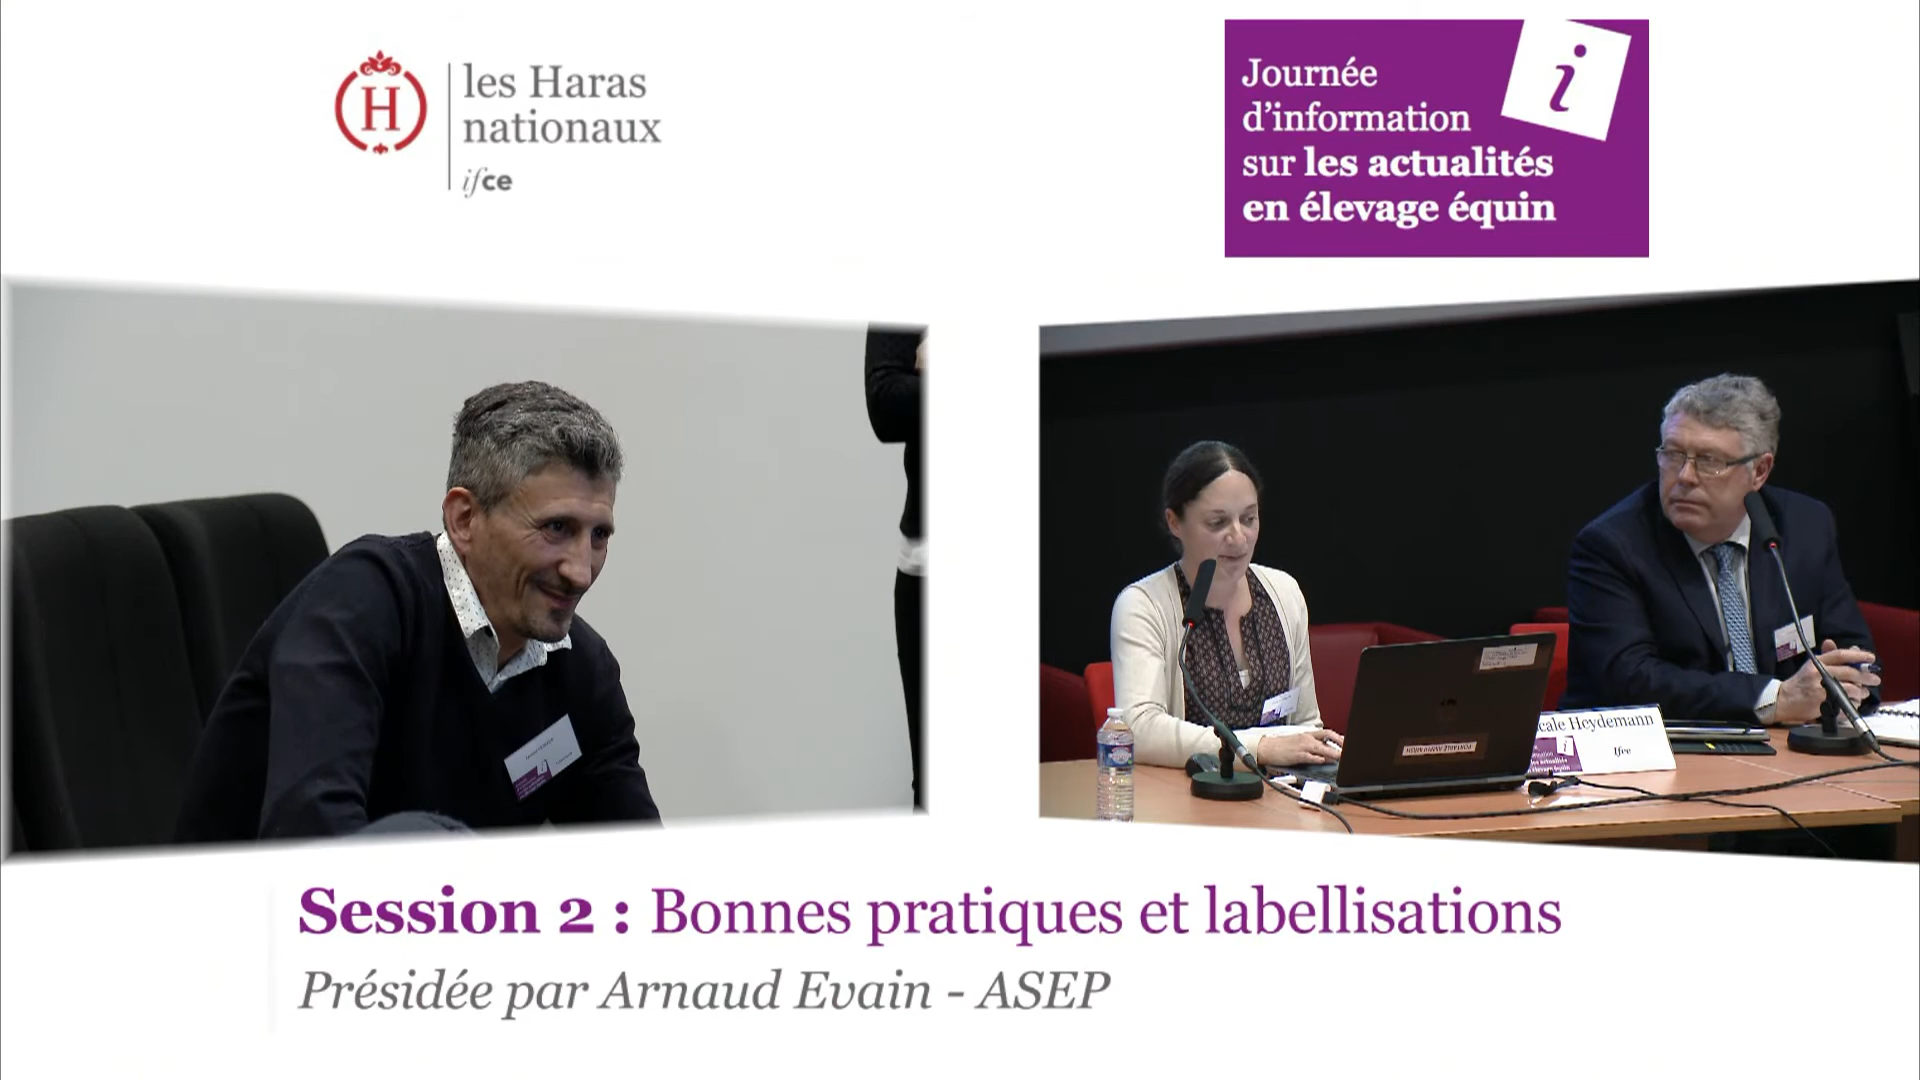 H
les Haras
nationaux
ifce
Journée
d'information
sur les actualités
en élevage équin
i
cale Heydemann
Ifce
Session 2 : Bonnes pratiques et labellisations
Présidée par Arnaud Evain - ASEP